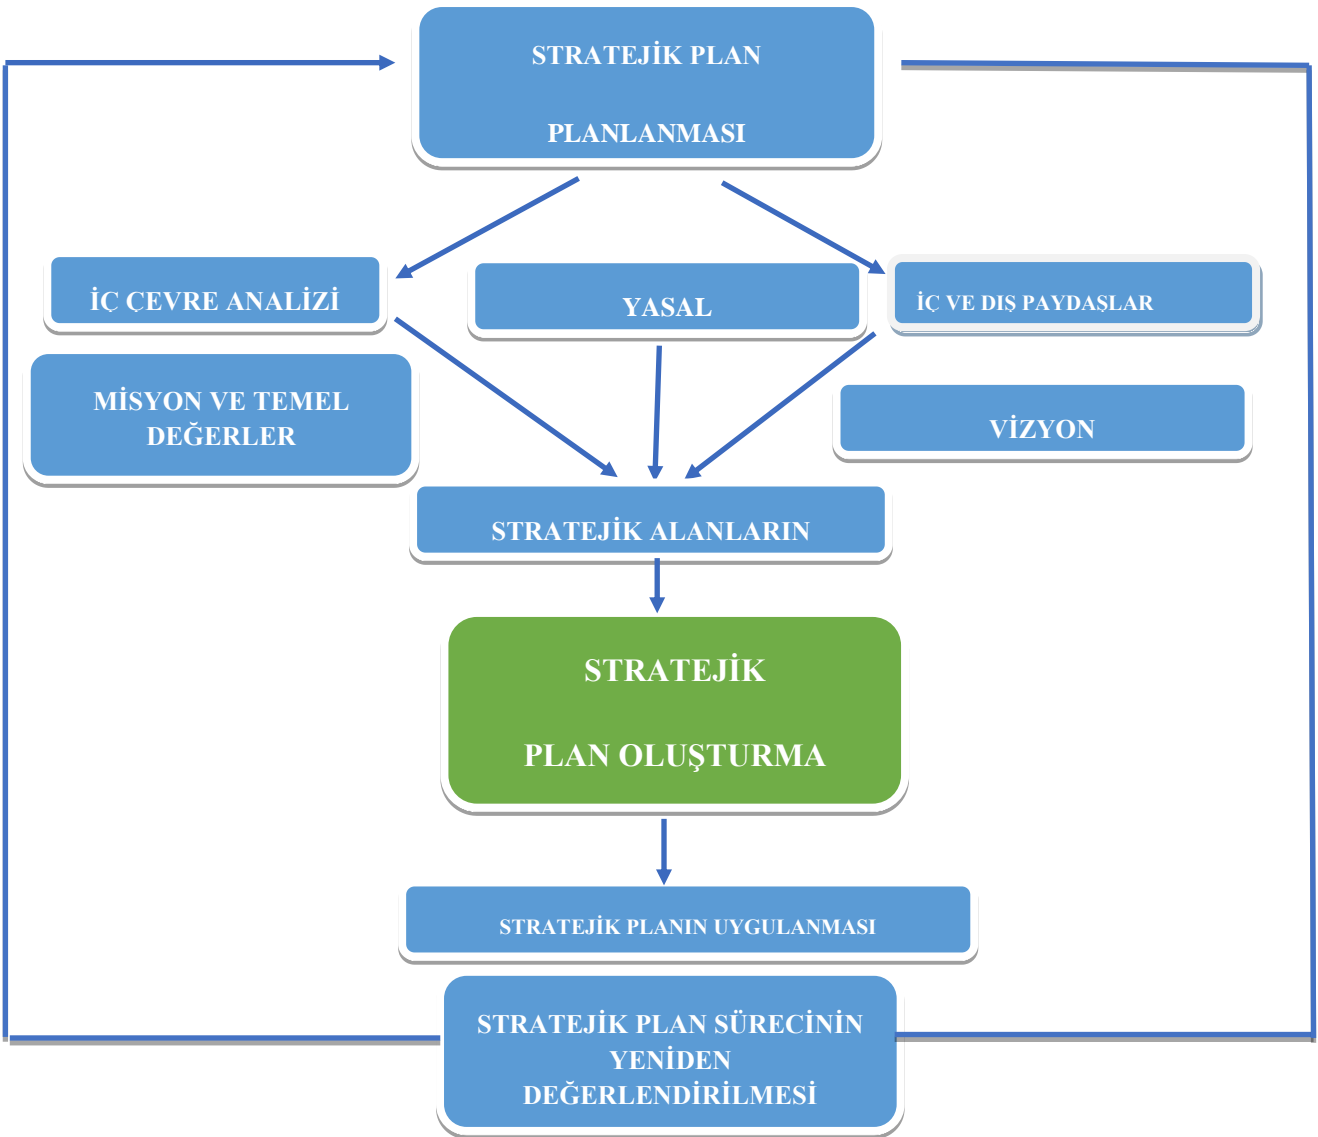 STRATEJİK PLAN
PLANLANMASI
İÇ ÇEVRE ANALİZİ
YASAL
İÇ VE DIŞ PAYDAŞLAR
MİSYON VE TEMEL
DEĞERLER
VİZYON
STRATEJİK ALANLARIN
STRATEJİK
PLAN OLUŞTURMA
STRATEJİK PLANIN UYGULANMASI
STRATEJİK PLAN SÜRECİNİN
YENİDEN
DEĞERLENDİRİLMESİ